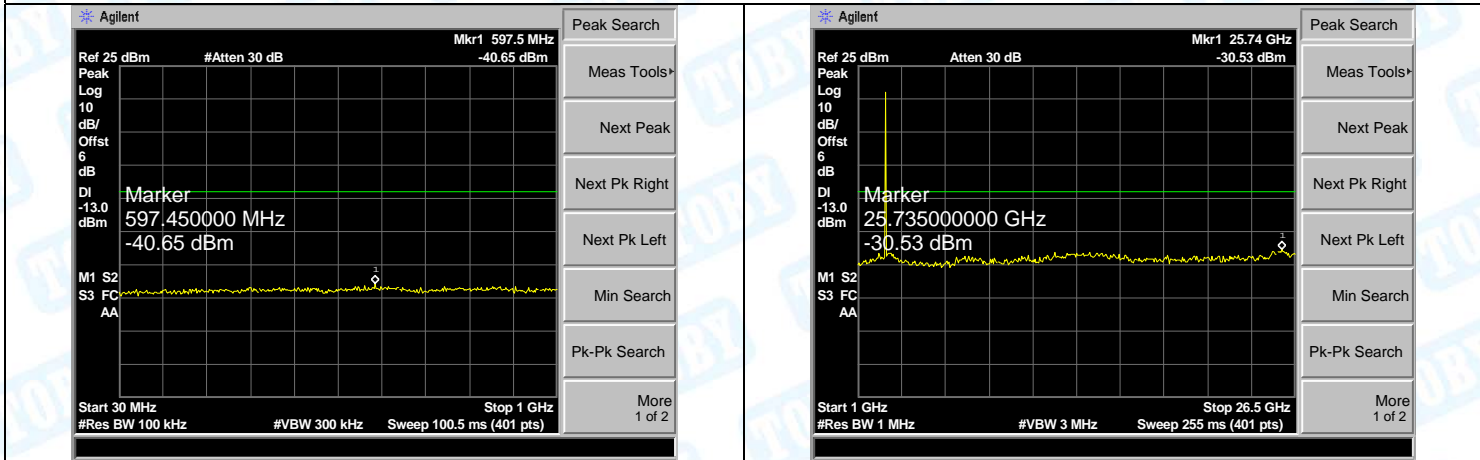 Agilent
Peak Search
Mkr1 597.5 MHz
Ref 25 dBm #Atten 30 dB -40.65 dBm
Peak
Log
10
dB/
Offst
6
dB
DI
-13.0
dBm
Marker
597.450000 MHz
-40.65 dBm
1
M1 S2
S3 FC
AA
Start 30 MHz Stop 1 GHz
#Res BW 100 kHz #VBW 300 kHz Sweep 100.5 ms (401 pts)
Meas Tools
Next Peak
Next Pk Right
Next Pk Left
Min Search
Pk-Pk Search
More
1 of 2
Agilent
Peak Search
Mkr1 25.74 GHz
Ref 25 dBm Atten 30 dB -30.53 dBm
Peak
Log
10
dB/
Offst
6
dB
DI
-13.0
dBm
Marker
25.735000000 GHz
-30.53 dBm
1
M1 S2
S3 FC
AA
Start 1 GHz Stop 26.5 GHz
#Res BW 1 MHz #VBW 3 MHz Sweep 255 ms (401 pts)
Meas Tools
Next Peak
Next Pk Right
Next Pk Left
Min Search
Pk-Pk Search
More
1 of 2
TOBY